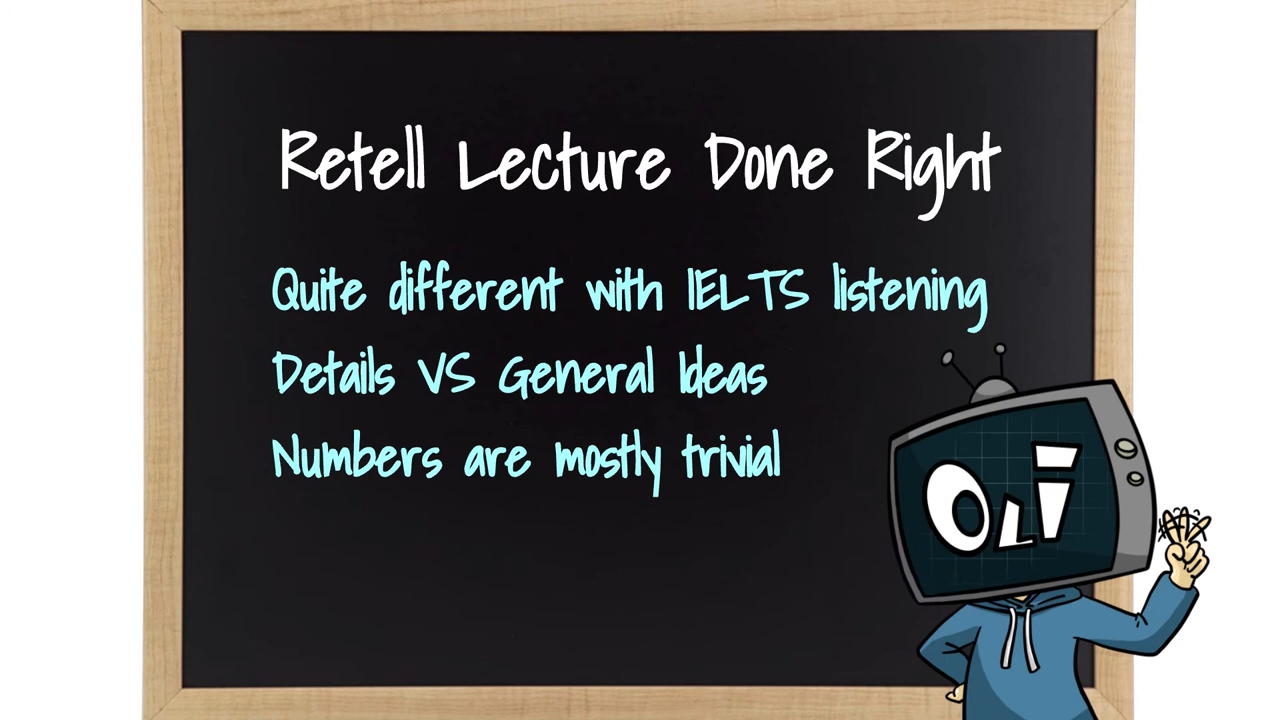 Retell Lecture Done Right
Quite different with IELTS listening
Details VS General Ideas
Numbers are mostly trivial
OLI